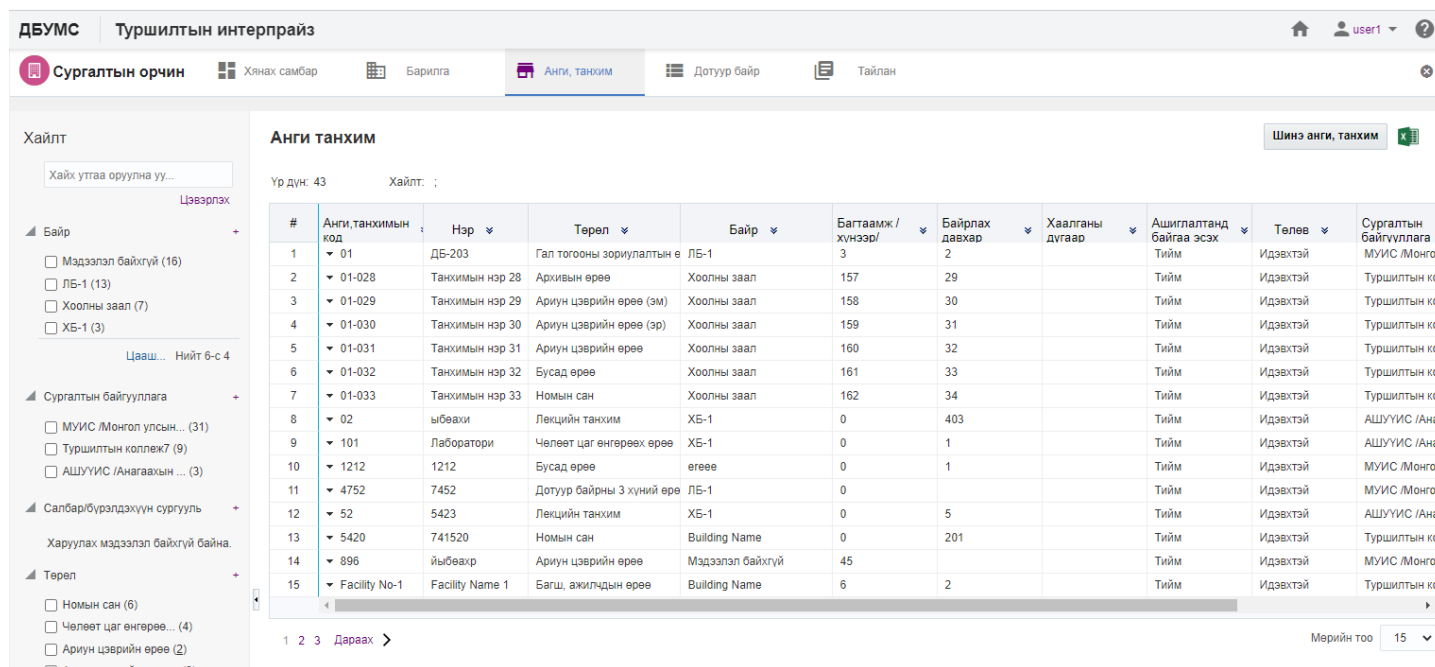 ДБУМС Туршилтын интерпрайз user1
Сургалтын орчин Хянах самбар Барилга Анги, танхим Дотуур байр Тайлан
Хайлт
Хайх утгаа оруулна уу...
Цэвэрлэх
Байр +
Мэдээлэл байхгүй (16)
ЛБ-1 (13)
Хоолны заал (7)
ХБ-1 (3)
Цааш... Нийт 6-с 4
Сургалтын байгууллага +
МУИС /Монгол улсын... (31)
Туршилтын коллеж7 (9)
АШУҮИС /Анагаахын ... (3)
Салбар/бүрэлдэхүүн сургууль +
Харуулах мэдээлэл байхгүй байна.
Төрөл +
Номын сан (6)
Чөлөөт цаг өнгөрөө... (4)
Ариун цэврийн өрөө (2)
Анги танхим
Шинэ анги, танхим
Үр дүн: 43 Хайлт: ;
# Анги,танхимын код Нэр Төрөл Байр Багтаамж / хүнээр/ Байрлах давхар Хаалганы дугаар Ашиглалтанд байгаа эсэх Төлөв Сургалтын байгууллага
1 01 ДБ-203 Гал тогооны зориулалтын ө ЛБ-1 3 2 Тийм Идэвхтэй МУИС /Монго
2 01-028 Танхимын нэр 28 Архивын өрөө Хоолны заал 157 29 Тийм Идэвхтэй Туршилтын ко
3 01-029 Танхимын нэр 29 Ариун цэврийн өрөө (эм) Хоолны заал 158 30 Тийм Идэвхтэй Туршилтын ко
4 01-030 Танхимын нэр 30 Ариун цэврийн өрөө (эр) Хоолны заал 159 31 Тийм Идэвхтэй Туршилтын ко
5 01-031 Танхимын нэр 31 Ариун цэврийн өрөө Хоолны заал 160 32 Тийм Идэвхтэй Туршилтын ко
6 01-032 Танхимын нэр 32 Бусад өрөө Хоолны заал 161 33 Тийм Идэвхтэй Туршилтын ко
7 01-033 Танхимын нэр 33 Номын сан Хоолны заал 162 34 Тийм Идэвхтэй Туршилтын ко
8 02 ыбөахи Лекцийн танхим ХБ-1 0 403 Тийм Идэвхтэй АШУҮИС /Ана
9 101 Лаборатори Чөлөөт цаг өнгөрөөх өрөө ХБ-1 0 1 Тийм Идэвхтэй АШУҮИС /Ана
10 1212 1212 Бусад өрөө егеее 0 1 Тийм Идэвхтэй МУИС /Монго
11 4752 7452 Дотуур байрны 3 хүний өрө ЛБ-1 0 Тийм Идэвхтэй МУИС /Монго
12 52 5423 Лекцийн танхим ХБ-1 0 5 Тийм Идэвхтэй АШУҮИС /Ана
13 5420 741520 Номын сан Building Name 0 201 Тийм Идэвхтэй Туршилтын ко
14 896 йыбөахр Ариун цэврийн өрөө Мэдээлэл байхгүй 45 Тийм Идэвхтэй МУИС /Монго
15 Facility No-1 Facility Name 1 Багш, ажилчдын өрөө Building Name 6 2 Тийм Идэвхтэй Туршилтын ко
1 2 3 Дараах Мөрийн тоо 15